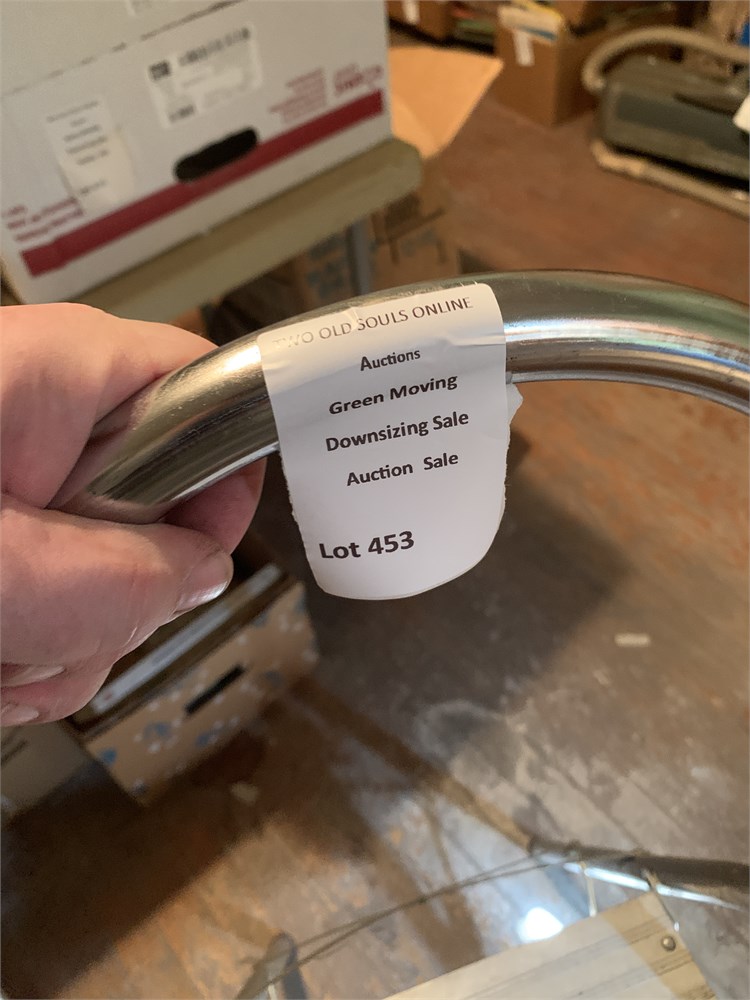 TWO OLD SOULS ONLINE
Auctions
Green Moving
Downsizing Sale
Auction Sale
Lot 453